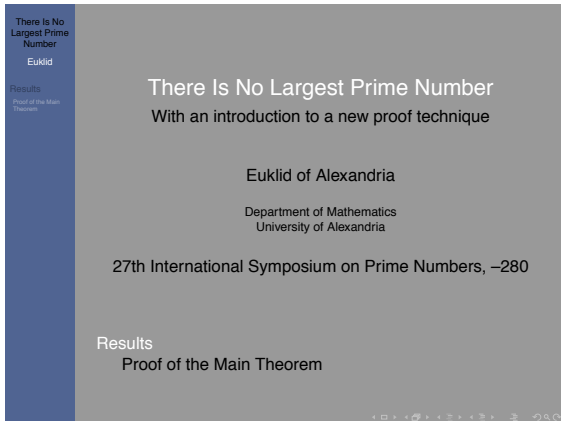 There Is No
Largest Prime
Number
Euklid
Results
Proof of the Main
Theorem
There Is No Largest Prime Number
With an introduction to a new proof technique
Euklid of Alexandria
Department of Mathematics
University of Alexandria
27th International Symposium on Prime Numbers, –280
Results
Proof of the Main Theorem